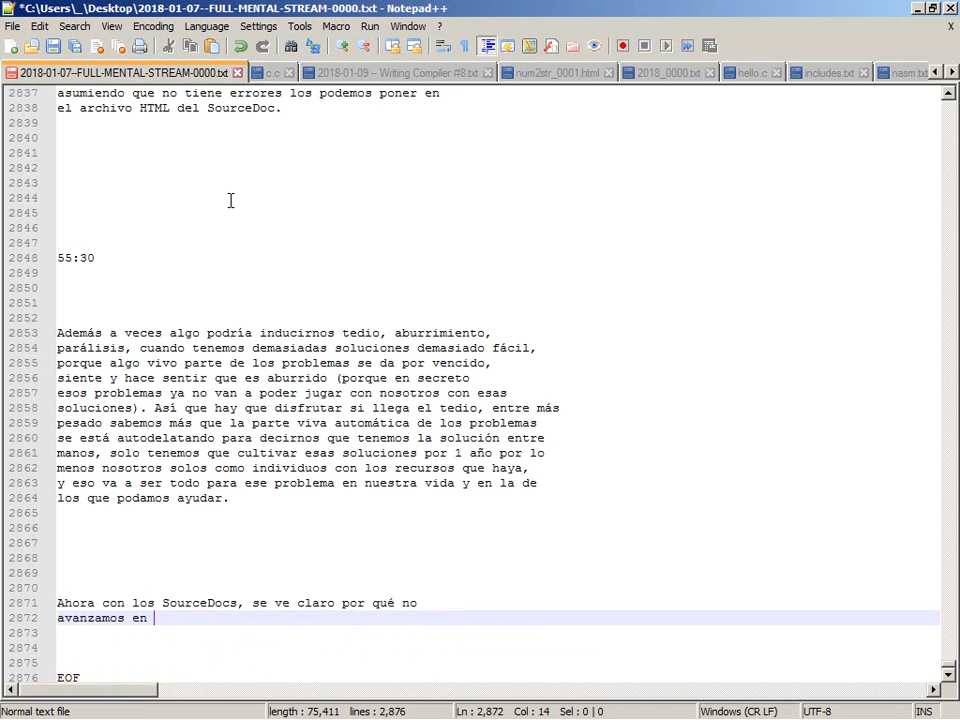 *C:\Users\_\Desktop\2018-01-07--FULL-MENTAL-STREAM-0000.txt - Notepad++
File Edit Search View Encoding Language Settings Tools Macro Run Window ? X
2018-01-07--FULL-MENTAL-STREAM-0000.txt c c 2018-01-09 -- Writing Compiler #8.txt num2str_0001.html 2018_0000.txt hello.c includes.txt nasm.txt
2837 asumiendo que no tiene errores los podemos poner en
2838 el archivo HTML del SourceDoc.
2839
2840
2841
2842
2843
2844
2845
2846
2847
2848 55:30
2849
2850
2851
2852
2853 Además a veces algo podría inducirnos tedio, aburrimiento,
2854 parálisis, cuando tenemos demasiadas soluciones demasiado fácil,
2855 porque algo vivo parte de los problemas se da por vencido,
2856 siente y hace sentir que es aburrido (porque en secreto
2857 esos problemas ya no van a poder jugar con nosotros con esas
2858 soluciones). Así que hay que disfrutar si llega el tedio, entre más
2859 pesado sabemos más que la parte viva automática de los problemas
2860 se está autodelatando para decirnos que tenemos la solución entre
2861 manos, solo tenemos que cultivar esas soluciones por 1 año por lo
2862 menos nosotros solos como individuos con los recursos que haya,
2863 y eso va a ser todo para ese problema en nuestra vida y en la de
2864 los que podamos ayudar.
2865
2866
2867
2868
2869
2870
2871 Ahora con los SourceDocs, se ve claro por qué no
2872 avanzamos en
2873
2874
2875
2876 EOF
Normal text file length : 75,411 lines : 2,876 Ln : 2,872 Col : 14 Sel : 0 | 0 Windows (CR LF) UTF-8 INS